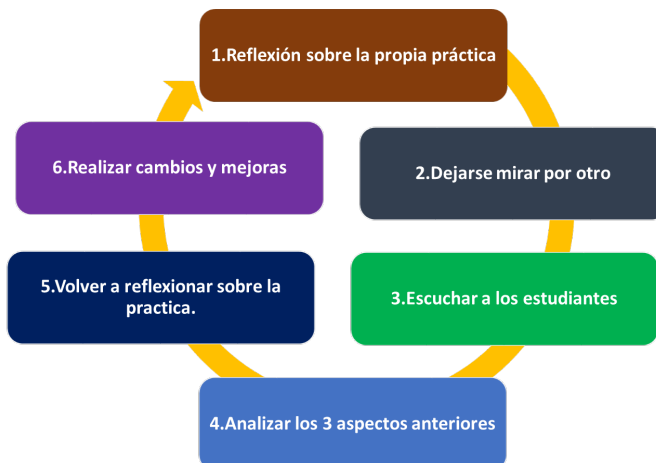 1.Reflexión sobre la propia práctica
2.Dejarse mirar por otro
3.Escuchar a los estudiantes
4.Analizar los 3 aspectos anteriores
5.Volver a reflexionar sobre la
practica.
6.Realizar cambios y mejoras